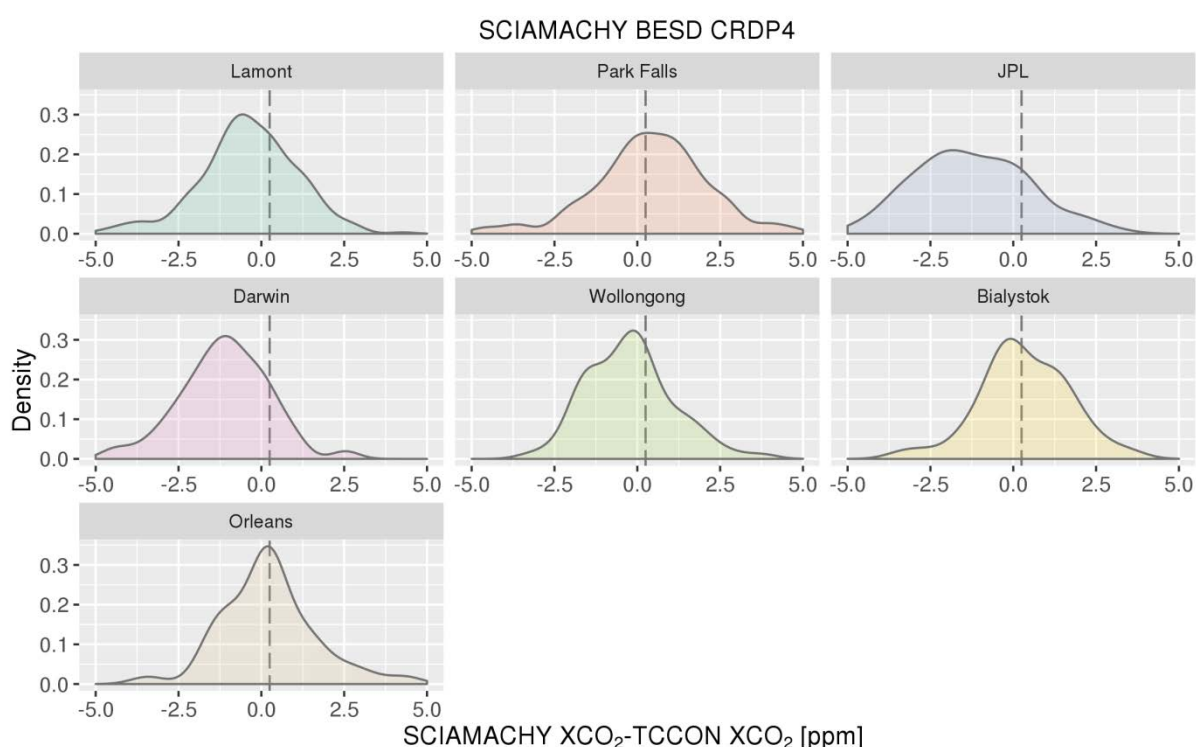 SCIAMACHY BESD CRDP4
Lamont Park Falls JPL
0.3
0.2
0.1
0.0
-5.0 -2.5 0.0 2.5 5.0 -5.0 -2.5 0.0 2.5 5.0 -5.0 -2.5 0.0 2.5 5.0
Darwin Wollongong Bialystok
Density
0.3
0.2
0.1
0.0
-5.0 -2.5 0.0 2.5 5.0 -5.0 -2.5 0.0 2.5 5.0 -5.0 -2.5 0.0 2.5 5.0
Orleans
0.3
0.2
0.1
0.0
-5.0 -2.5 0.0 2.5 5.0
SCIAMACHY XCO₂-TCCON XCO₂ [ppm]